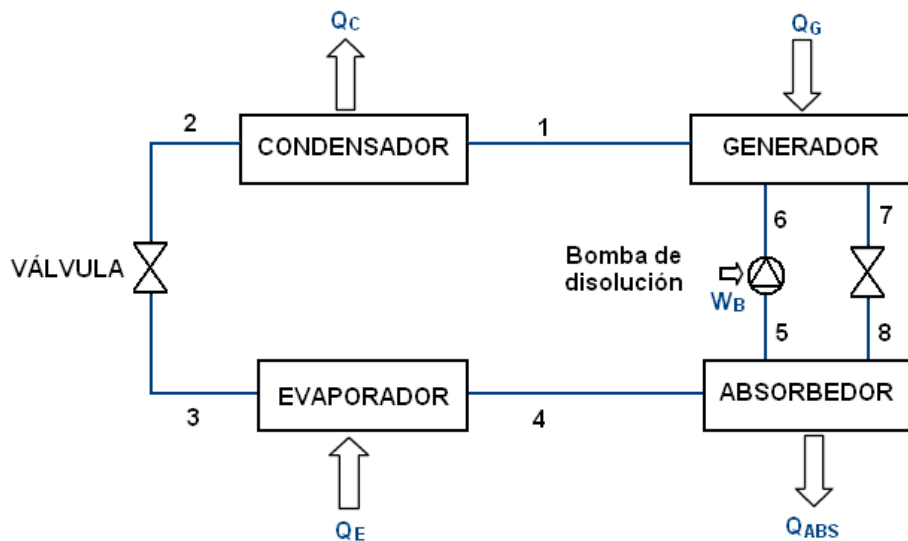 QC
QG
2
1
CONDENSADOR
GENERADOR
6
7
VÁLVULA
Bomba de
disolución
WB
5
8
EVAPORADOR
ABSORBEDOR
3
4
QE
QABS